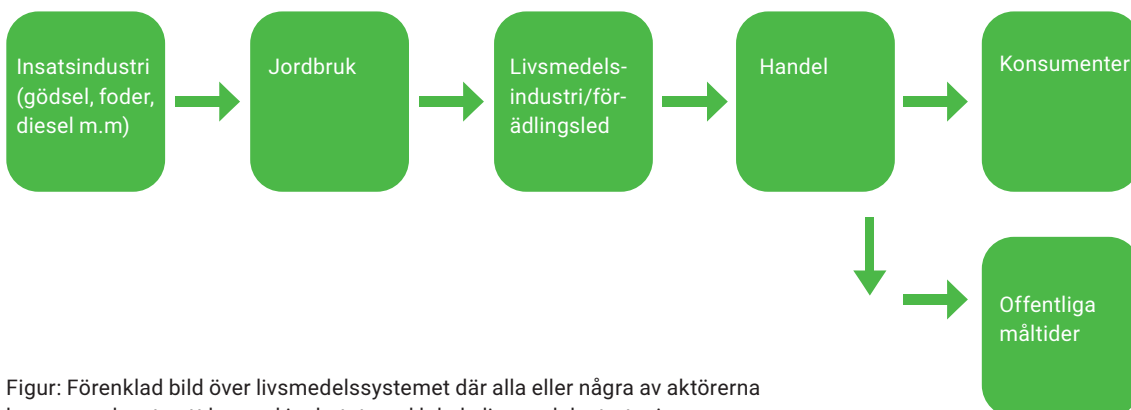 Insatsindustri
(gödsel, foder,
diesel m.m)
Jordbruk
Livsmedels-
industri/för-
ädlingsled
Handel
Konsumenter
Offentliga
måltider
Figur: Förenklad bild över livsmedelssystemet där alla eller några av aktörerna